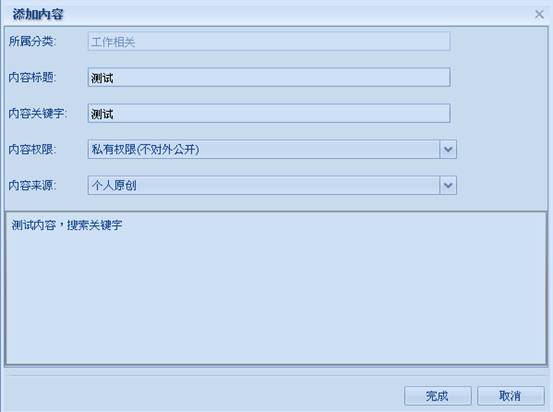 添加内容
所属分类: 工作相关
内容标题: 测试
内容关键字: 测试
内容权限: 私有权限(不对外公开)
内容来源: 个人原创
测试内容，搜索关键字
完成 取消